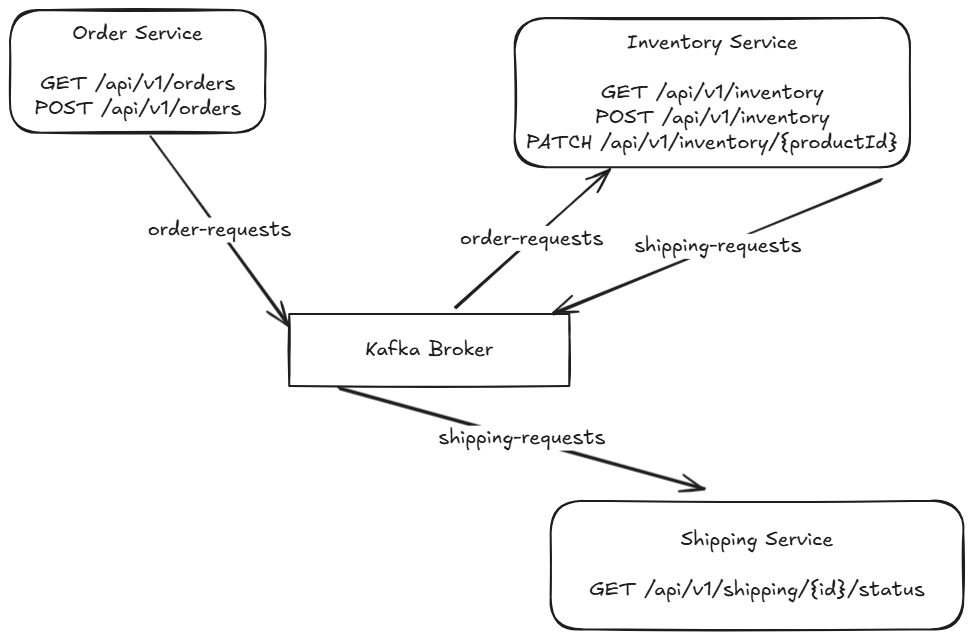 Order Service
GET /api/v1/orders
POST /api/v1/orders
Inventory Service
GET /api/v1/inventory
POST /api/v1/inventory
PATCH /api/v1/inventory/{productId}
order-requests
order-requests
shipping-requests
Kafka Broker
shipping-requests
Shipping Service
GET /api/v1/shipping/{id}/status